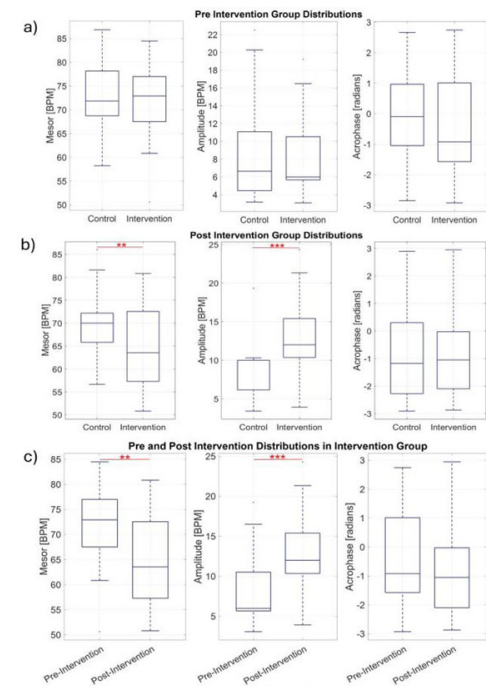 a)
Pre Intervention Group Distributions
Mesor [BPM]
85
80
75
70
65
60
55
50
Control Intervention
Amplitude [BPM]
22
20
18
16
14
12
10
8
6
4
Control Intervention
Acrophase [radians]
3
2
1
0
-1
-2
-3
Control Intervention
b)
Post Intervention Group Distributions
Mesor [BPM]
85
80
75
70
65
60
55
50
**
Control Intervention
Amplitude [BPM]
25
20
15
10
5
***
Control Intervention
Acrophase [radians]
3
2
1
0
-1
-2
-3
Control Intervention
c)
Pre and Post Intervention Distributions in Intervention Group
Mesor [BPM]
85
80
75
70
65
60
55
50
**
Pre-Intervention Post-Intervention
Amplitude [BPM]
25
20
15
10
5
***
Pre-Intervention Post-Intervention
Acrophase [radians]
3
2
1
0
-1
-2
-3
Pre-Intervention Post-Intervention